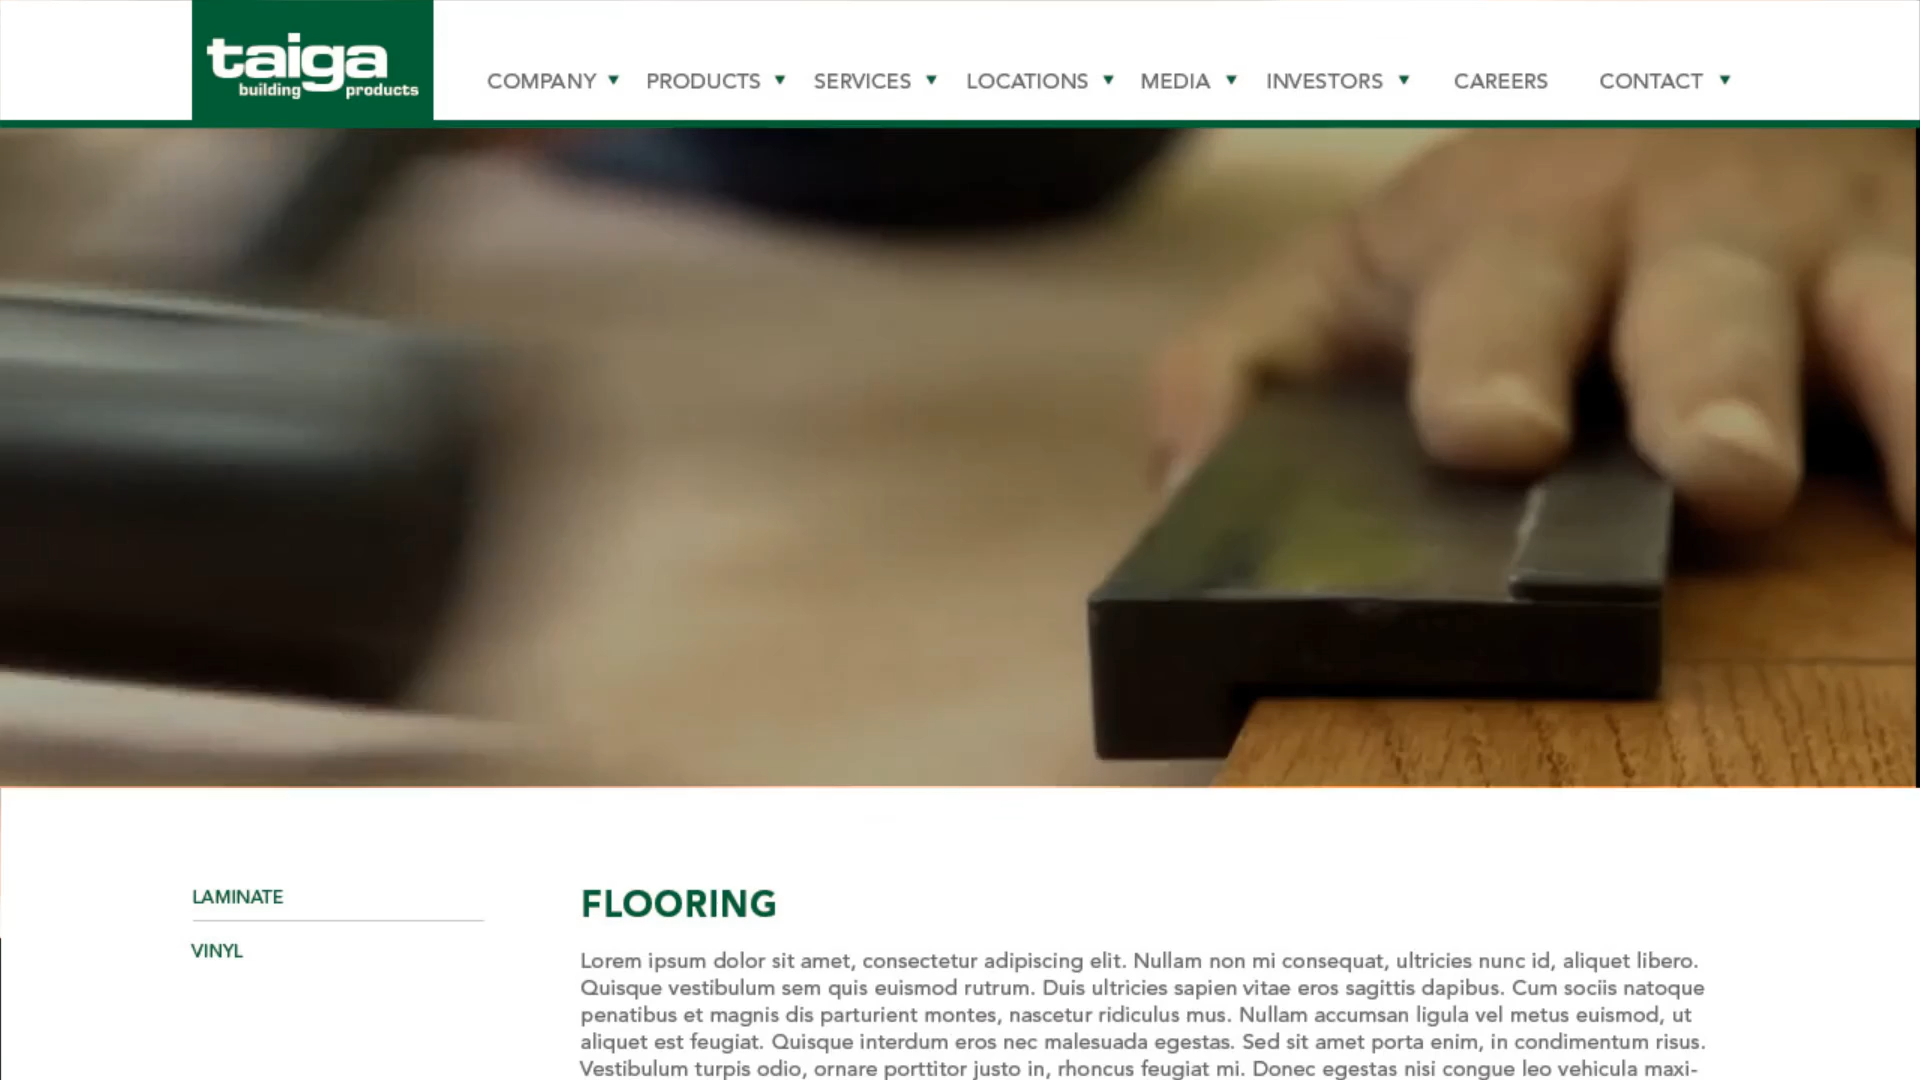 taiga
building products
COMPANY ▼ PRODUCTS ▼ SERVICES ▼ LOCATIONS ▼ MEDIA ▼ INVESTORS ▼ CAREERS CONTACT ▼
LAMINATE
VINYL
FLOORING
Lorem ipsum dolor sit amet, consectetur adipiscing elit. Nullam non mi consequat, ultricies nunc id, aliquet libero.
Quisque vestibulum sem quis euismod rutrum. Duis ultricies sapien vitae eros sagittis dapibus. Cum sociis natoque
penatibus et magnis dis parturient montes, nascetur ridiculus mus. Nullam accumsan ligula vel metus euismod, ut
aliquet est feugiat. Quisque interdum eros nec malesuada egestas. Sed sit amet porta enim, in condimentum risus.
Vestibulum turpis odio, ornare porttitor justo in, rhoncus feugiat mi. Donec egestas nisi congue leo vehicula maxi-